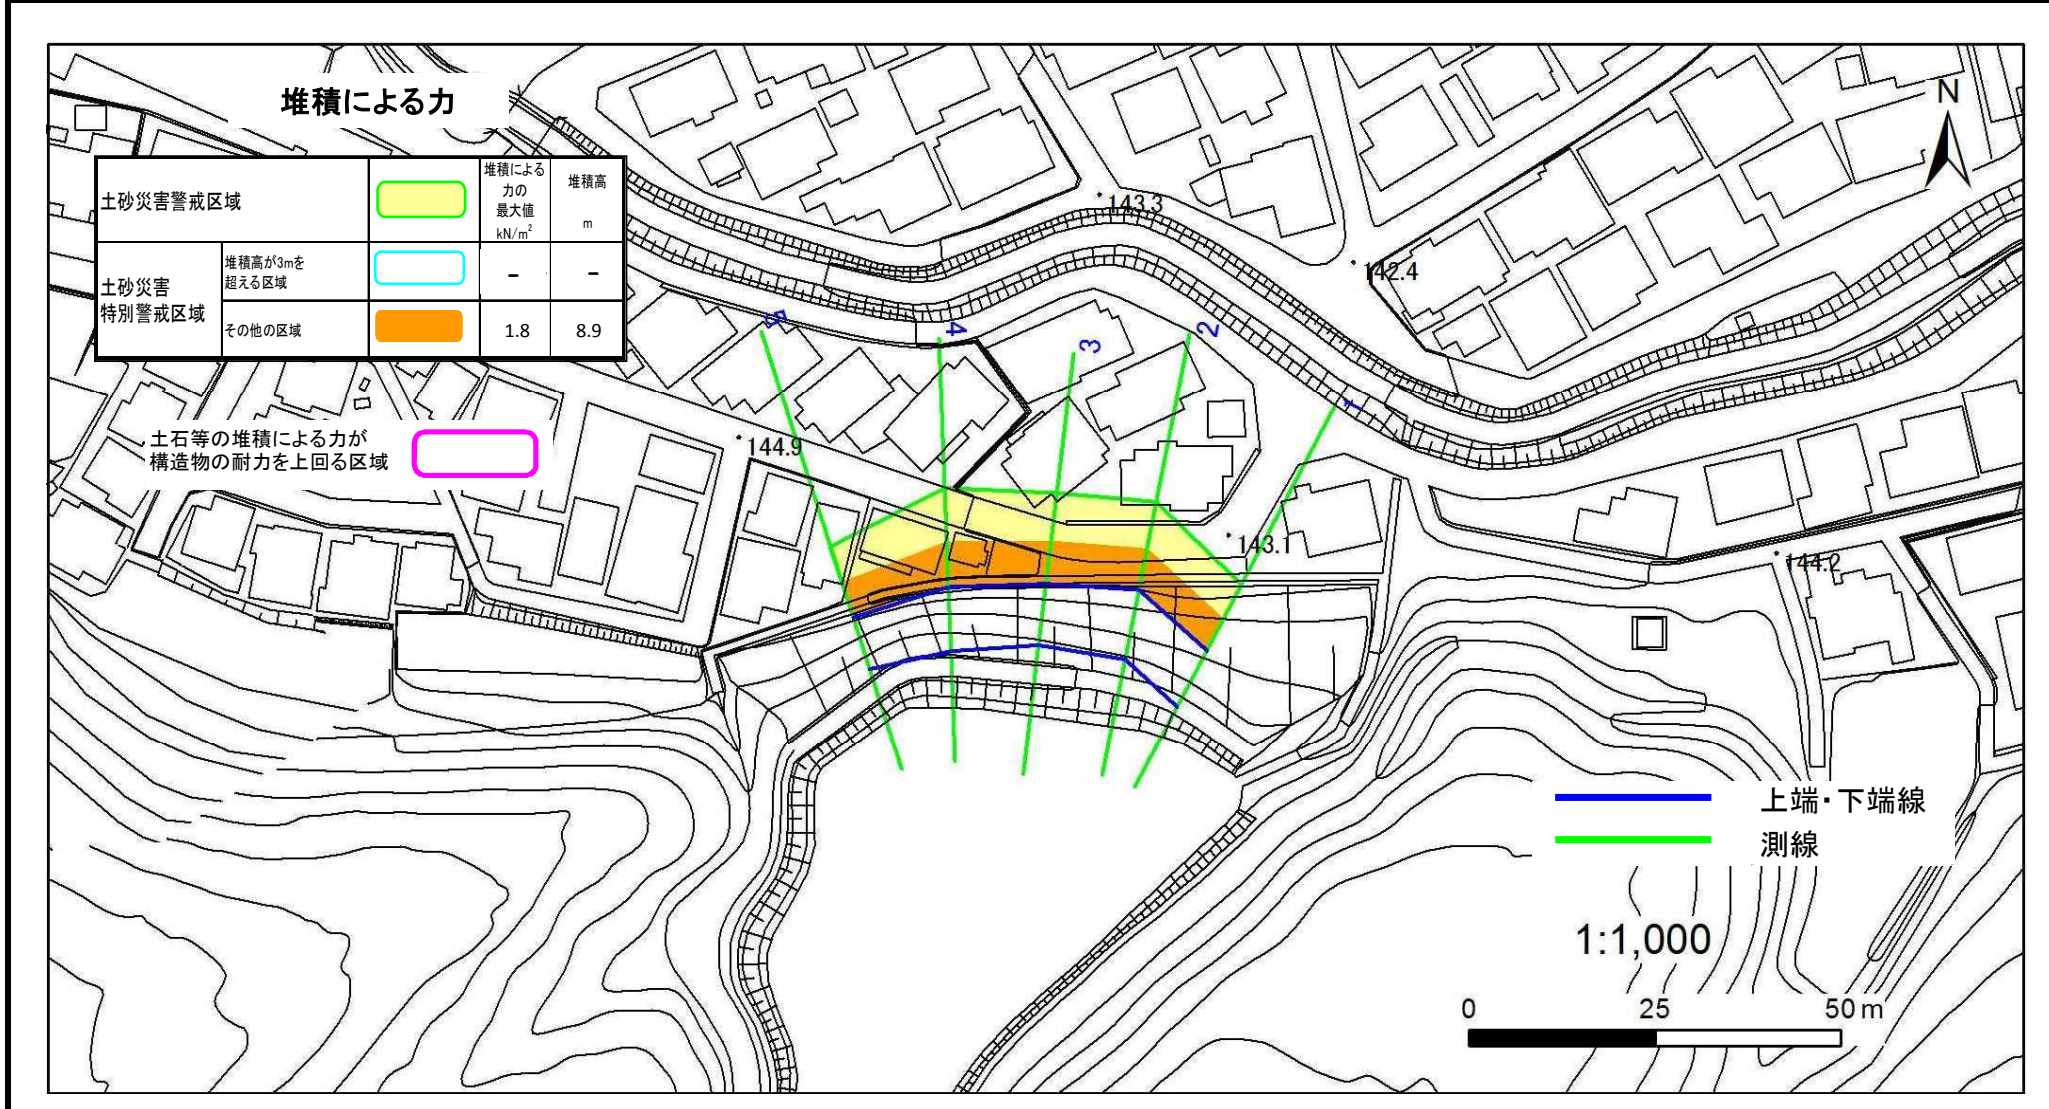 堆積による力
土砂災害警戒区域
堆積による
力の
最大値
kN/m²
堆積高
m
土砂災害
特別警戒区域
堆積高が3mを
超える区域
-
-
その他の区域
1.8
8.9
土石等の堆積による力が
構造物の耐力を上回る区域
N
143.3
142.4
5
4
3
2
1
144.9
143.1
144.2
上端・下端線
測線
1:1,000
0
25
50m